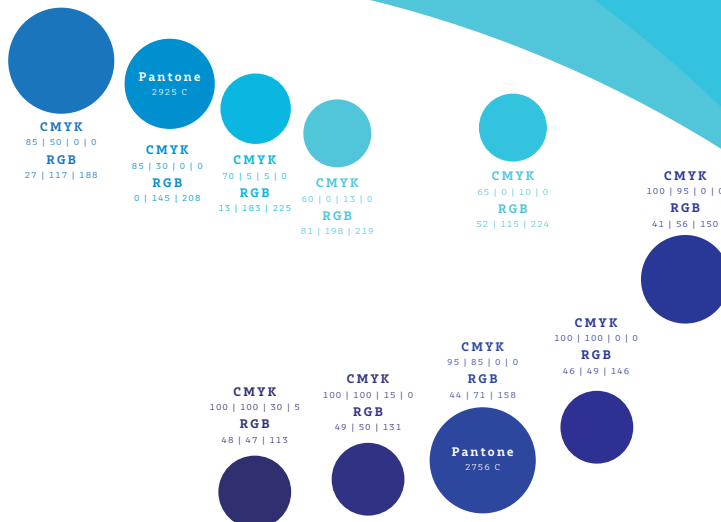 CMYK
85 | 50 | 0 | 0
RGB
27 | 117 | 188
Pantone
2925 C
CMYK
85 | 30 | 0 | 0
RGB
0 | 145 | 208
CMYK
70 | 5 | 5 | 0
RGB
13 | 183 | 225
CMYK
60 | 0 | 13 | 0
RGB
81 | 198 | 219
CMYK
65 | 0 | 10 | 0
RGB
52 | 115 | 224
CMYK
100 | 95 | 0 | 0
RGB
41 | 56 | 150
CMYK
100 | 100 | 0 | 0
RGB
46 | 49 | 146
CMYK
95 | 85 | 0 | 0
RGB
44 | 71 | 158
Pantone
2756 C
CMYK
100 | 100 | 15 | 0
RGB
49 | 50 | 131
CMYK
100 | 100 | 30 | 5
RGB
48 | 47 | 113